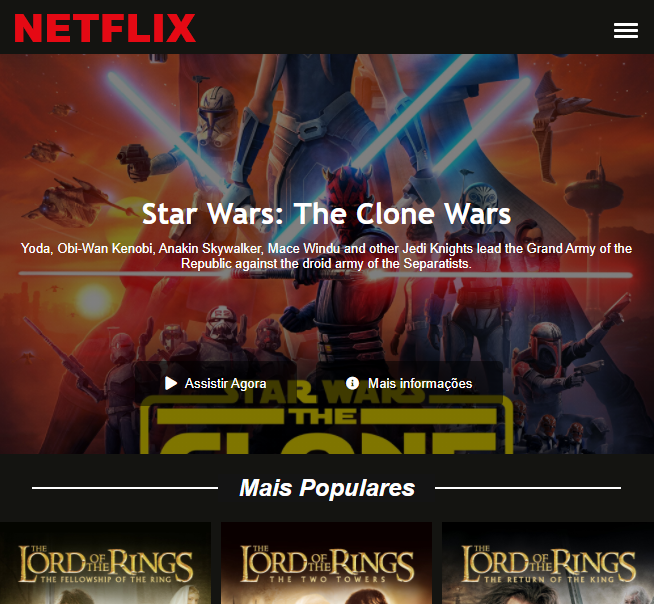 NETFLIX
Star Wars: The Clone Wars
Yoda, Obi-Wan Kenobi, Anakin Skywalker, Mace Windu and other Jedi Knights lead the Grand Army of the
Republic against the droid army of the Separatists.
Assistir Agora
Mais informações
STAR WARS
THE
CLONE
Mais Populares
THE
LORD OF THE RINGS
THE FELLOWSHIP OF THE RING
THE
LORD OF THE RINGS
THE TWO TOWERS
THE
LORD OF THE RINGS
THE RETURN OF THE KING